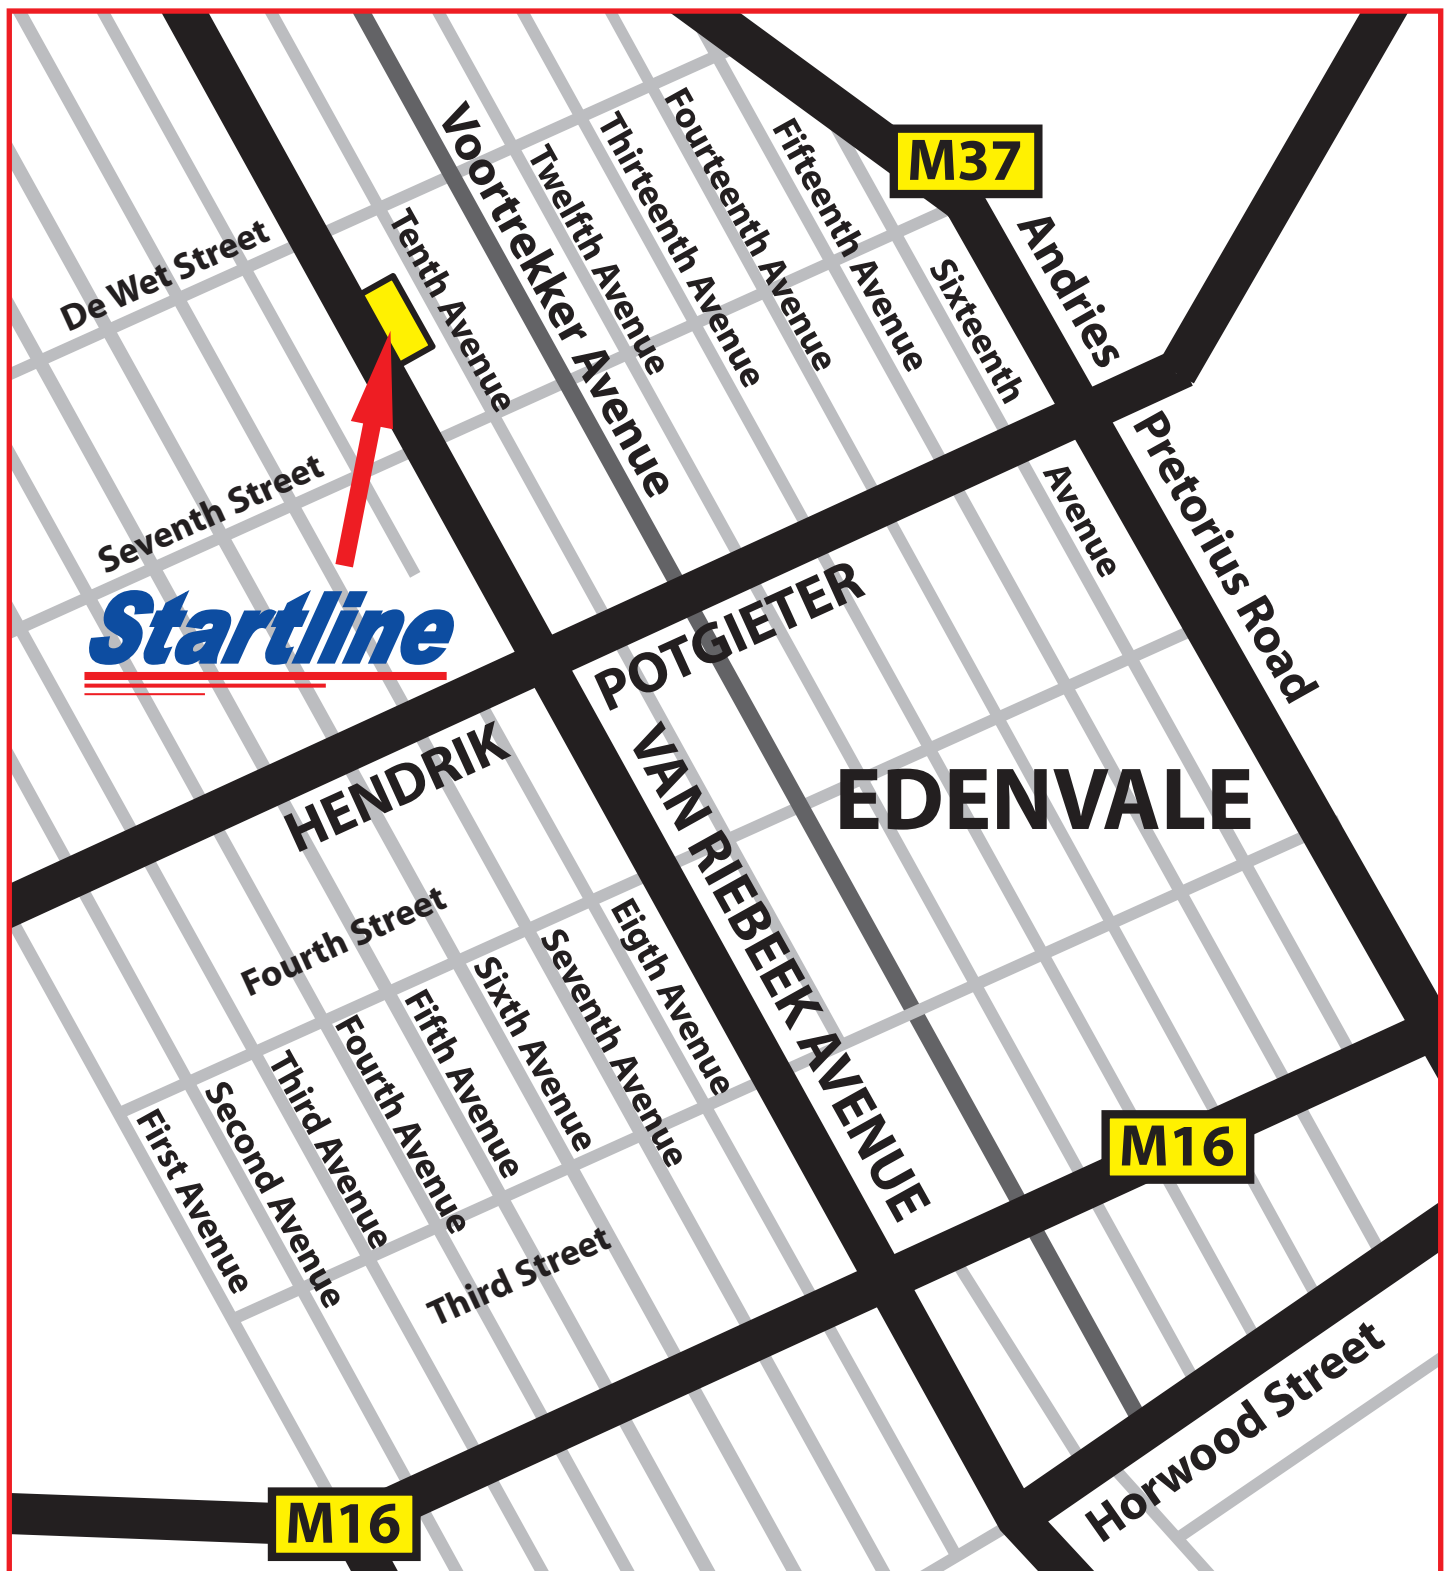 M37
Voortrekker Avenue
Twelfth Avenue
Thirteenth Avenue
Fourteenth Avenue
Fifteenth Avenue
Sixteenth
Avenue
Andries
Pretorius Road
De Wet Street
Tenth Avenue
Seventh Street
Startline
HENDRIK
POTGIETER
VAN RIEBEEK AVENUE
EDENVALE
Fourth Street
First Avenue
Second Avenue
Third Avenue
Fourth Avenue
Fifth Avenue
Sixth Avenue
Seventh Avenue
Eigth Avenue
Third Street
M16
Horwood Street
M16